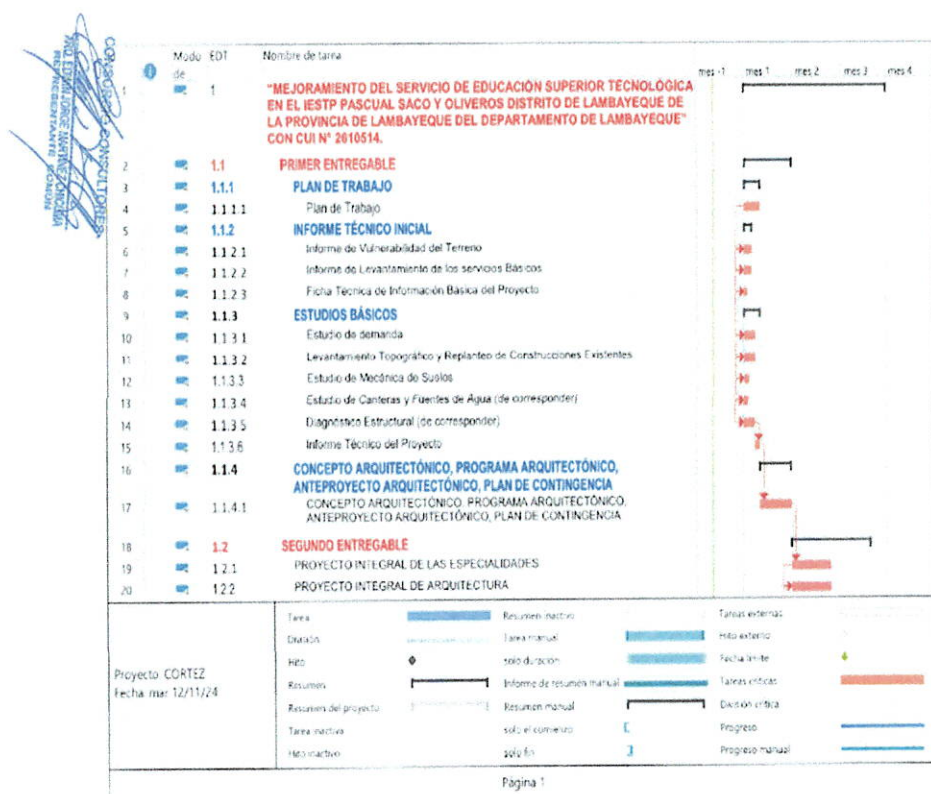 CONSORCIO CONSULTORES
ARQ. EDWIN JORGE MARTINEZ CHICOMA
REPRESENTANTE COMUN
Modo de
EDT
Nombre de tarea
mes -1 mes 1 mes 2 mes 3 mes 4
1 1 "MEJORAMIENTO DEL SERVICIO DE EDUCACIÓN SUPERIOR TECNOLÓGICA
EN EL IESTP PASCUAL SACO Y OLIVEROS DISTRITO DE LAMBAYEQUE DE
LA PROVINCIA DE LAMBAYEQUE DEL DEPARTAMENTO DE LAMBAYEQUE"
CON CUI N° 2610514.
2 1.1 PRIMER ENTREGABLE
3 1.1.1 PLAN DE TRABAJO
4 1.1.1.1 Plan de Trabajo
5 1.1.2 INFORME TÉCNICO INICIAL
6 1.1.2.1 Informe de Vulnerabilidad del Terreno
7 1.1.2.2 Informe de Levantamiento de los servicios Básicos
8 1.1.2.3 Ficha Técnica de Información Básica del Proyecto
9 1.1.3 ESTUDIOS BÁSICOS
10 1.1.3.1 Estudio de demanda
11 1.1.3.2 Levantamiento Topográfico y Replanteo de Construcciones Existentes
12 1.1.3.3 Estudio de Mecánica de Suelos
13 1.1.3.4 Estudio de Canteras y Fuentes de Agua (de corresponder)
14 1.1.3.5 Diagnóstico Estructural (de corresponder)
15 1.1.3.6 Informe Técnico del Proyecto
16 1.1.4 CONCEPTO ARQUITECTÓNICO, PROGRAMA ARQUITECTÓNICO,
ANTEPROYECTO ARQUITECTÓNICO, PLAN DE CONTINGENCIA
17 1.1.4.1 CONCEPTO ARQUITECTÓNICO, PROGRAMA ARQUITECTÓNICO,
ANTEPROYECTO ARQUITECTÓNICO, PLAN DE CONTINGENCIA
18 1.2 SEGUNDO ENTREGABLE
19 1.2.1 PROYECTO INTEGRAL DE LAS ESPECIALIDADES
20 1.2.2 PROYECTO INTEGRAL DE ARQUITECTURA
Proyecto CORTEZ
Fecha mar 12/11/24
Tarea Resumen inactivo Tareas externas
División Tarea manual Hito externo
Hito solo duración Fecha límite
Resumen Informe de resumen manual Tareas críticas
Resumen del proyecto Resumen manual División crítica
Tarea inactiva solo el comienzo Progreso
Hito inactivo solo fin Progreso manual
Página 1